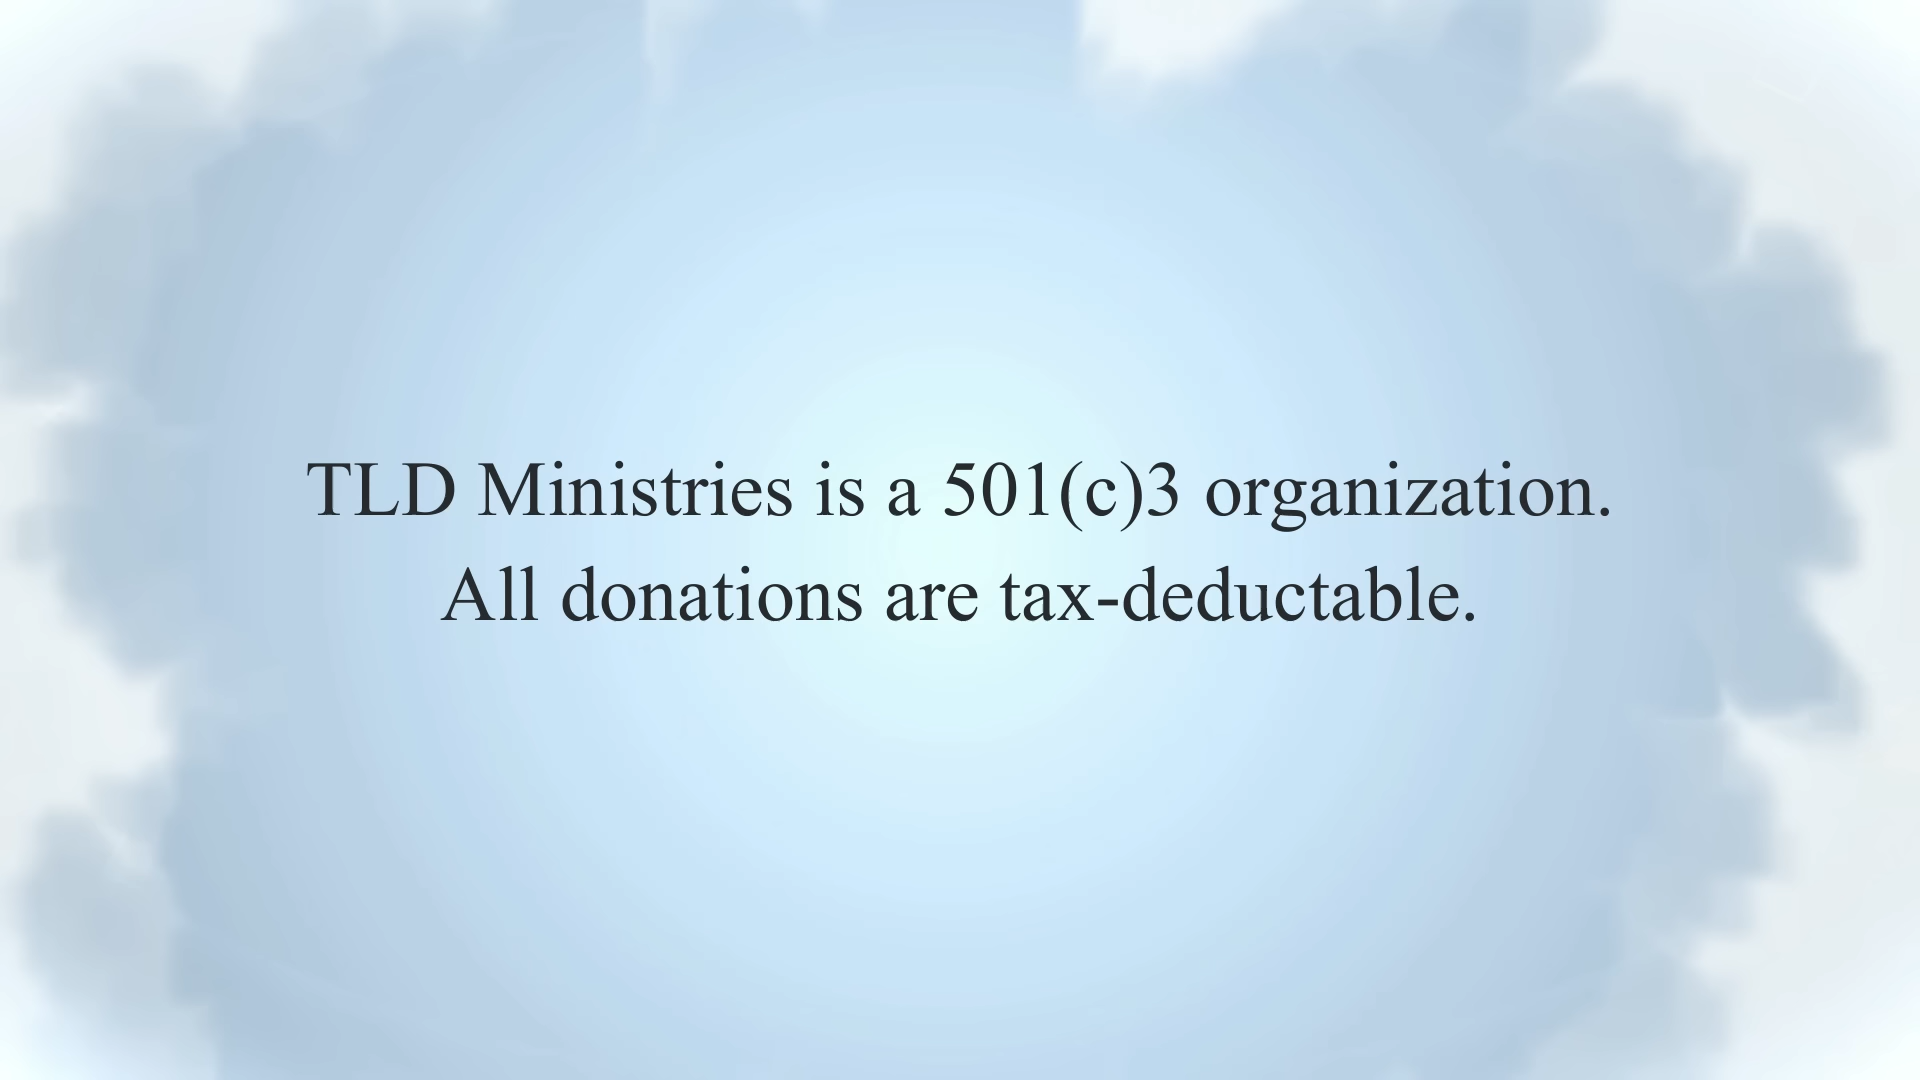 TLD Ministries is a 501(c)3 organization.
All donations are tax-deductable.